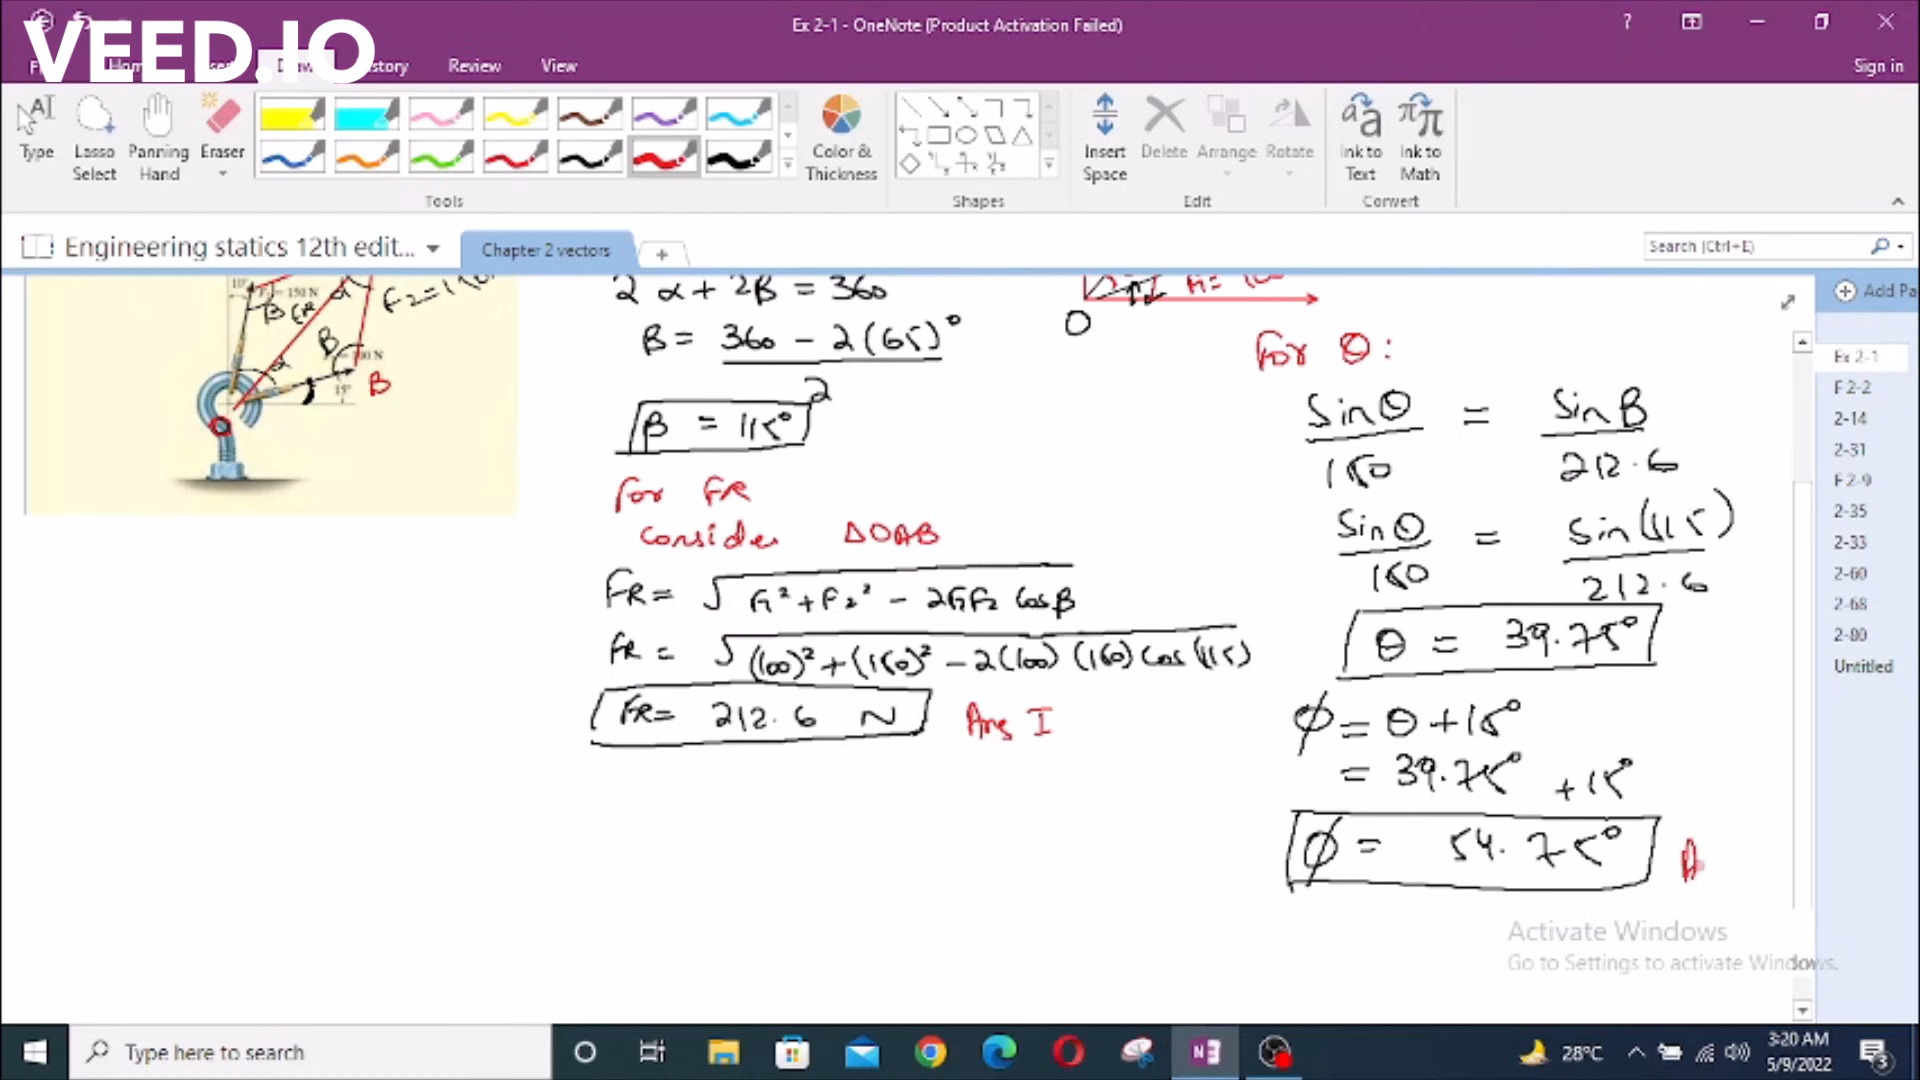 VEED.IO
Ex 2-1 - OneNote (Product Activation Failed)
?
Review
View
Sign in
Type
Lasso Select
Panning Hand
Eraser
Color & Thickness
Insert Space
Delete
Arrange
Rotate
Ink to Text
Ink to Math
Tools
Shapes
Edit
Convert
Engineering statics 12th edit...
Chapter 2 vectors
+
Search (Ctrl+E)
Add Pa
Ex 2-1
F 2-2
2-14
2-31
F 2-9
2-35
2-33
2-60
2-68
2-80
Untitled
10°
= 150 N
α
β
α
β
15°
B
2α + 2β = 360
β = 360 - 2(65)°
2
β = 115°
for FR
consider ΔOAB
FR = √F1² + F2² - 2F1F2 cosβ
FR = √(100)² + (150)² - 2(100)(150) cos(115)
FR = 212.6 N Ans I
O
For θ:
Sinθ = Sinβ
150 212.6
Sinθ = Sin(115)
150 212.6
θ = 39.75°
ϕ = θ + 15°
= 39.75° + 15°
ϕ = 54.75°
A
Activate Windows
Go to Settings to activate Windows.
Type here to search
28°C
3:20 AM
5/9/2022
3